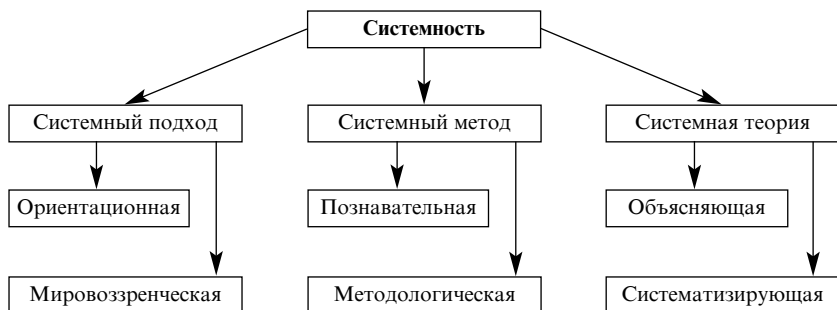 Системность
Системный подход
Системный метод
Системная теория
Ориентационная
Познавательная
Объясняющая
Мировоззренческая
Методологическая
Систематизирующая